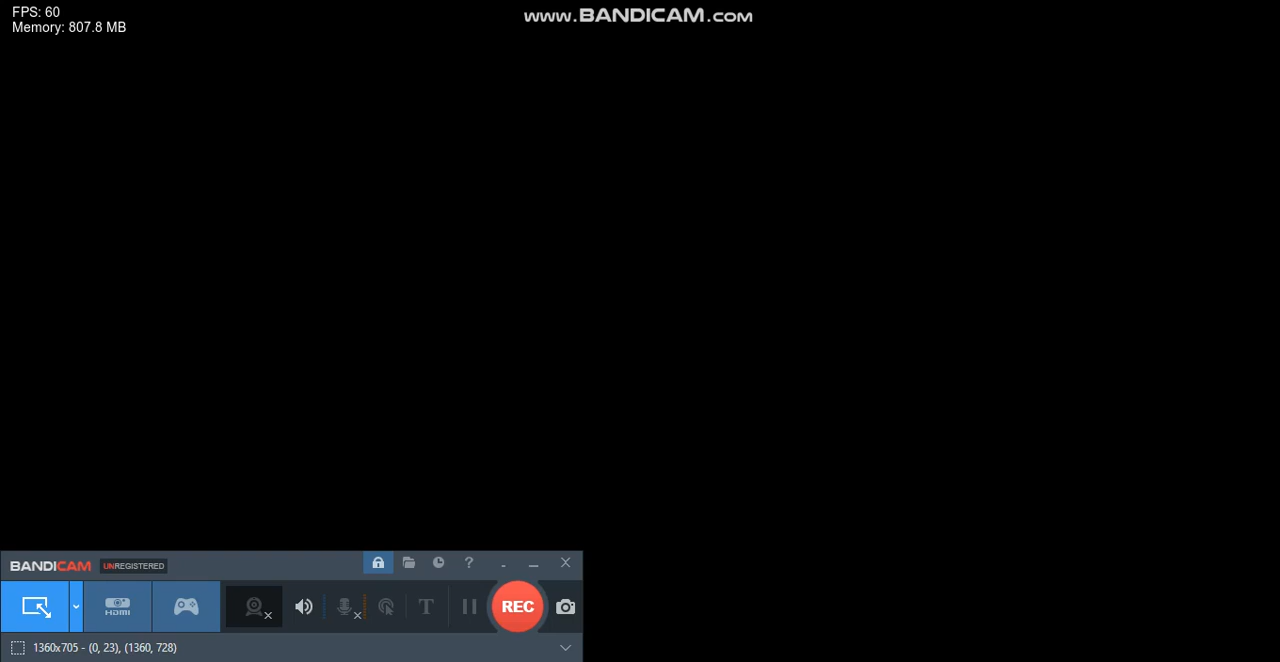 FPS: 60
Memory: 807.8 MB
www.BANDICAM.COM
BANDICAM UNREGISTERED
?
HDMI
T
REC
1360x705 - (0, 23), (1360, 728)